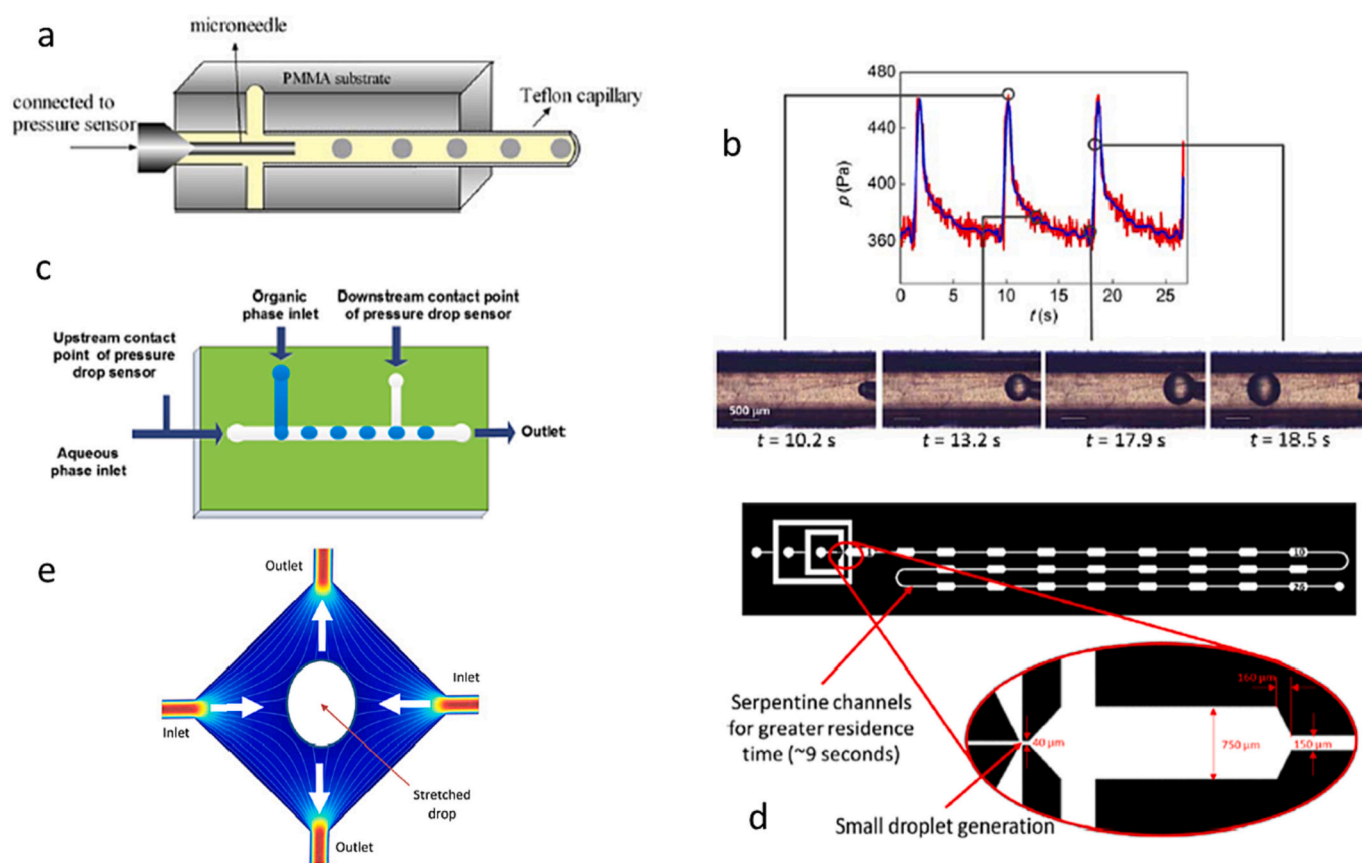 a
microneedle
PMMA substrate
connected to
pressure sensor
Teflon capillary
b
480
440
400
360
p (Pa)
0 5 10 15 20 25
t (s)
500 µm
t = 10.2 s
t = 13.2 s
t = 17.9 s
t = 18.5 s
c
Organic
phase inlet
Downstream contact point
of pressure drop sensor
Upstream contact
point of pressure
drop sensor
Aqueous
phase inlet
Outlet
1
10
26
Serpentine channels
for greater residence
time (~9 seconds)
160 µm
40 µm
750 µm
150 µm
Small droplet generation
d
e
Outlet
Outlet
Inlet
Inlet
Stretched
drop
Outlet
Outlet